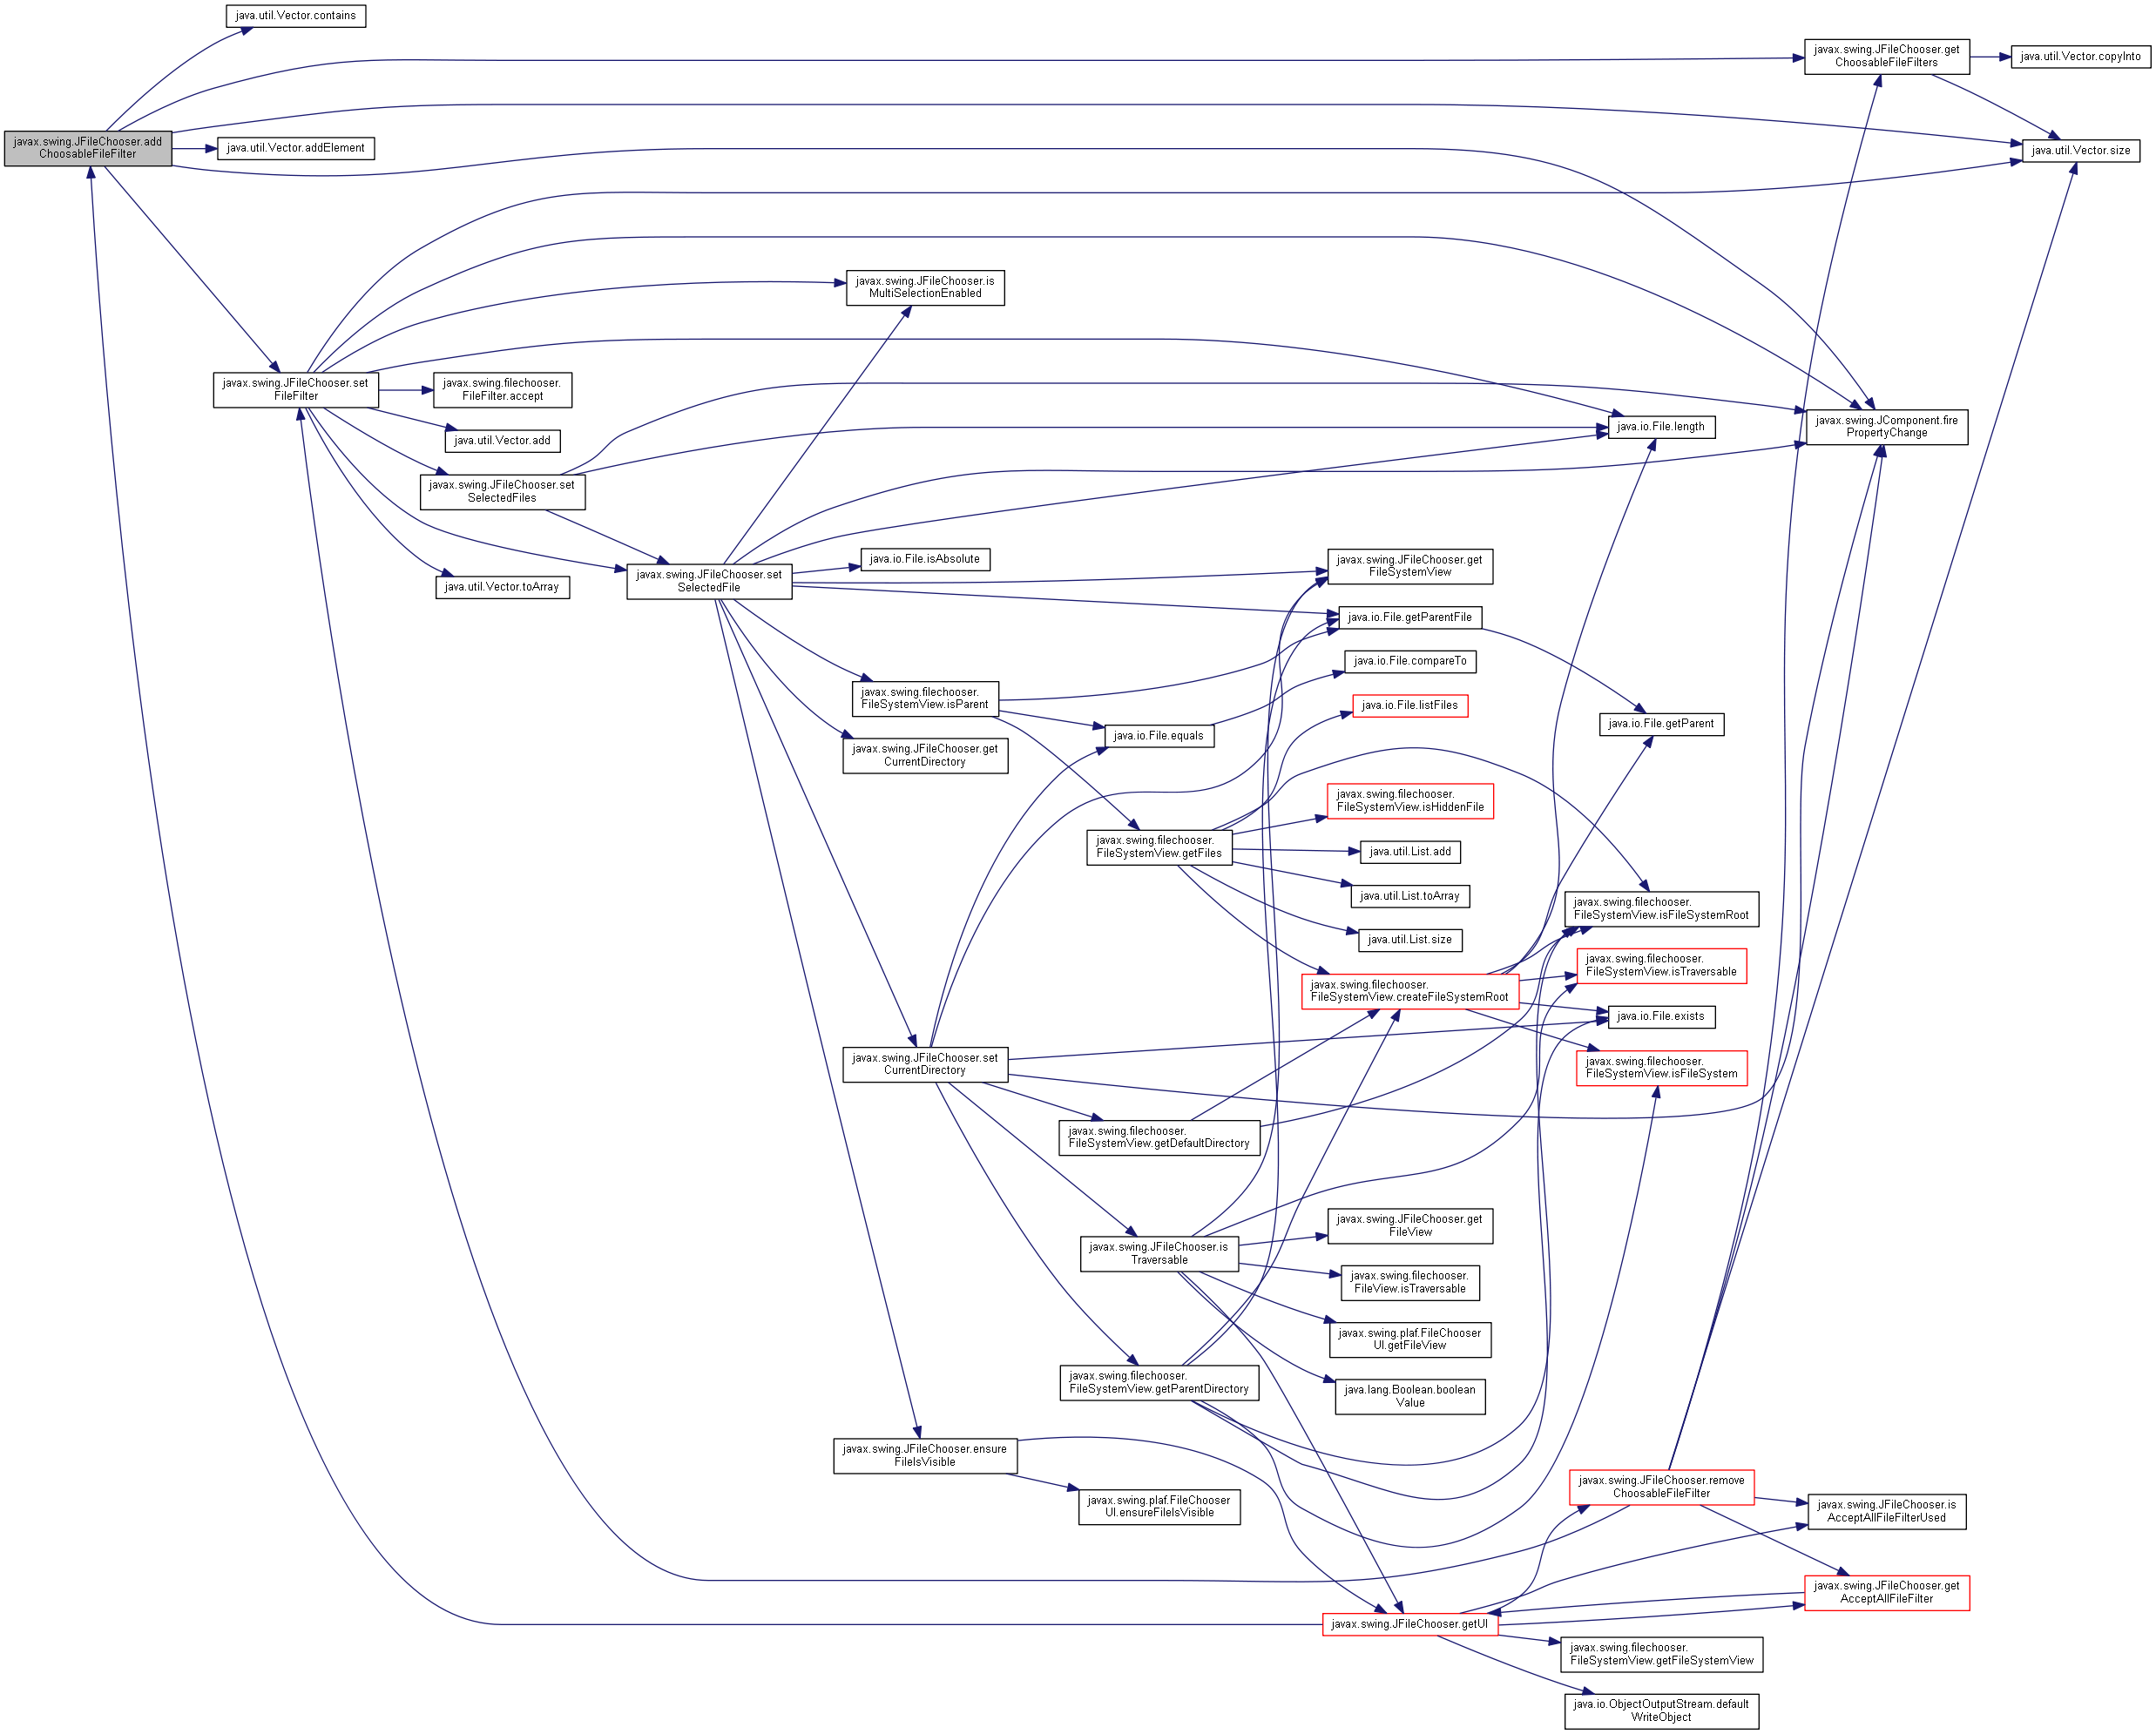 java.util.Vector.contains
javax.swing.JFileChooser.get
ChoosableFileFilters
java.util.Vector.copyInto
javax.swing.JFileChooser.add
ChoosableFileFilter
java.util.Vector.addElement
java.util.Vector.size
javax.swing.JFileChooser.is
MultiSelectionEnabled
javax.swing.JFileChooser.set
FileFilter
javax.swing.filechooser.
FileFilter.accept
java.util.Vector.add
java.io.File.length
javax.swing.JComponent.fire
PropertyChange
javax.swing.JFileChooser.set
SelectedFiles
java.util.Vector.toArray
javax.swing.JFileChooser.set
SelectedFile
java.io.File.isAbsolute
javax.swing.JFileChooser.get
FileSystemView
java.io.File.getParentFile
java.io.File.compareTo
javax.swing.filechooser.
FileSystemView.isParent
java.io.File.listFiles
java.io.File.equals
java.io.File.getParent
javax.swing.JFileChooser.get
CurrentDirectory
javax.swing.filechooser.
FileSystemView.isHiddenFile
javax.swing.filechooser.
FileSystemView.getFiles
java.util.List.add
java.util.List.toArray
java.util.List.size
javax.swing.filechooser.
FileSystemView.isFileSystemRoot
javax.swing.filechooser.
FileSystemView.isTraversable
javax.swing.filechooser.
FileSystemView.createFileSystemRoot
java.io.File.exists
javax.swing.filechooser.
FileSystemView.isFileSystem
javax.swing.JFileChooser.set
CurrentDirectory
javax.swing.filechooser.
FileSystemView.getDefaultDirectory
javax.swing.JFileChooser.get
FileView
javax.swing.JFileChooser.is
Traversable
javax.swing.filechooser.
FileView.isTraversable
javax.swing.plaf.FileChooser
UI.getFileView
javax.swing.filechooser.
FileSystemView.getParentDirectory
java.lang.Boolean.boolean
Value
javax.swing.JFileChooser.ensure
FileIsVisible
javax.swing.plaf.FileChooser
UI.ensureFileIsVisible
javax.swing.JFileChooser.remove
ChoosableFileFilter
javax.swing.JFileChooser.is
AcceptAllFileFilterUsed
javax.swing.JFileChooser.get
AcceptAllFileFilter
javax.swing.JFileChooser.getUI
javax.swing.filechooser.
FileSystemView.getFileSystemView
java.io.ObjectOutputStream.default
WriteObject